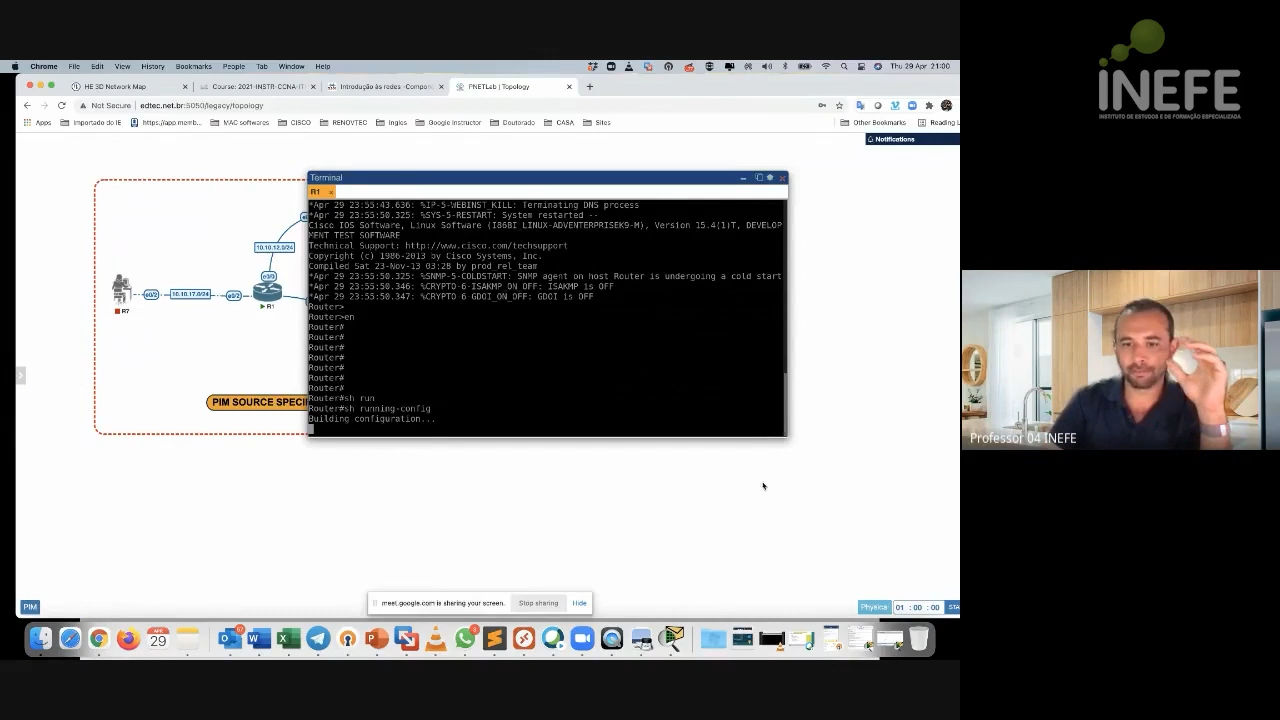 INEFE
INSTITUTO DE ESTUDOS E DE FORMAÇÃO ESPECIALIZADA
Chrome File Edit View History Bookmarks People Tab Window Help
Thu 29 Apr 21:00
HE 3D Network Map
Course: 2021-INSTR-CCNA-IT
Introdução às redes -Compon
PNETLab | Topology
Not Secure | edtec.net.br:5050/legacy/topology
Apps Importado do IE https://app.memb... MAC softwares CISCO RENOVTEC Ingles Google Instructor Doutorado CASA Sites Other Bookmarks Reading L
Notifications
Terminal
R1
*Apr 29 23:55:43.636: %IP-5-WEBINST_KILL: Terminating DNS process
*Apr 29 23:55:50.325: %SYS-5-RESTART: System restarted --
Cisco IOS Software, Linux Software (I86BI_LINUX-ADVENTERPRISEK9-M), Version 15.4(1)T, DEVELOP
MENT TEST SOFTWARE
Technical Support: http://www.cisco.com/techsupport
Copyright (c) 1986-2013 by Cisco Systems, Inc.
Compiled Sat 23-Nov-13 03:28 by prod_rel_team
*Apr 29 23:55:50.325: %SNMP-5-COLDSTART: SNMP agent on host Router is undergoing a cold start
*Apr 29 23:55:50.346: %CRYPTO-6-ISAKMP_ON_OFF: ISAKMP is OFF
*Apr 29 23:55:50.347: %CRYPTO-6-GDOI_ON_OFF: GDOI is OFF
Router>
Router>en
Router#
Router#
Router#
Router#
Router#
Router#
Router#
Router#sh run
Router#sh running-config
Building configuration...
10.10.12.0/24
e0/0
e0/2
10.10.17.0/24
e0/2
R7
R1
PIM SOURCE SPECI
Professor 04 INEFE
meet.google.com is sharing your screen. Stop sharing Hide
PIM
Physical
01 : 00 : 00
STA